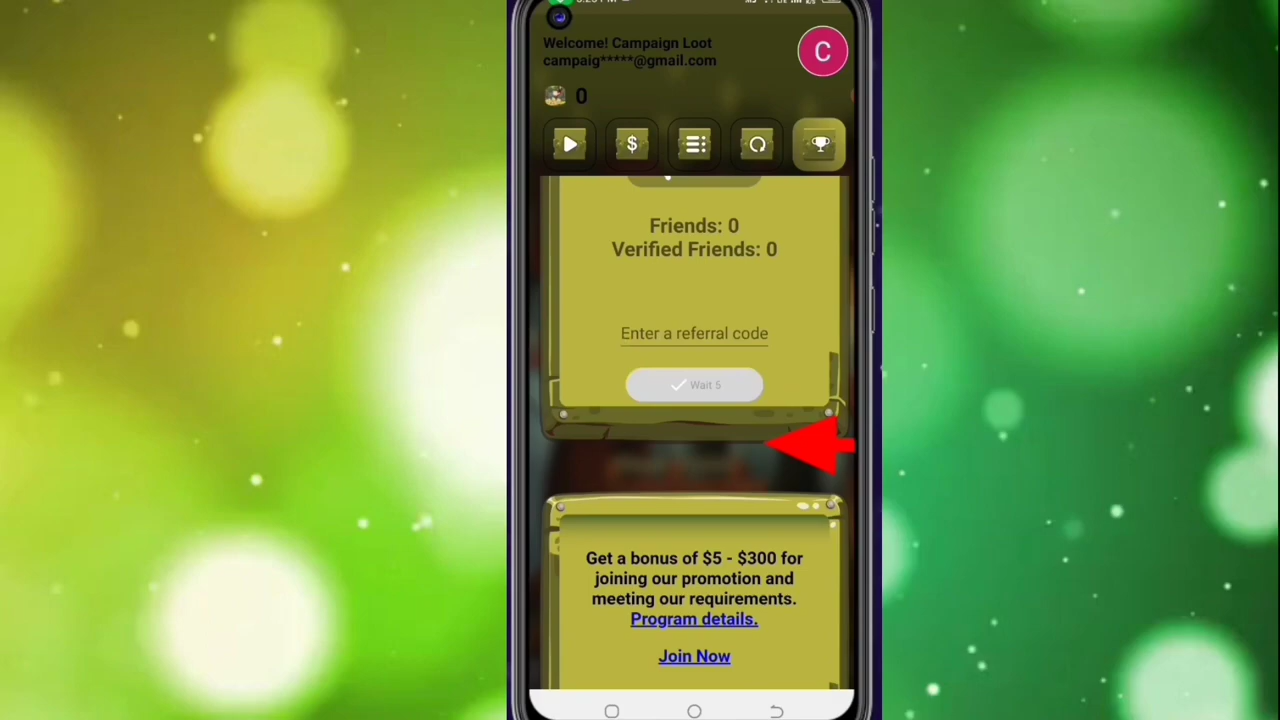 Welcome! Campaign Loot
campaig*****@gmail.com
C
0
$
Friends: 0
Verified Friends: 0
Enter a referral code
Wait 5
Get a bonus of $5 - $300 for
joining our promotion and
meeting our requirements.
Program details.
Join Now